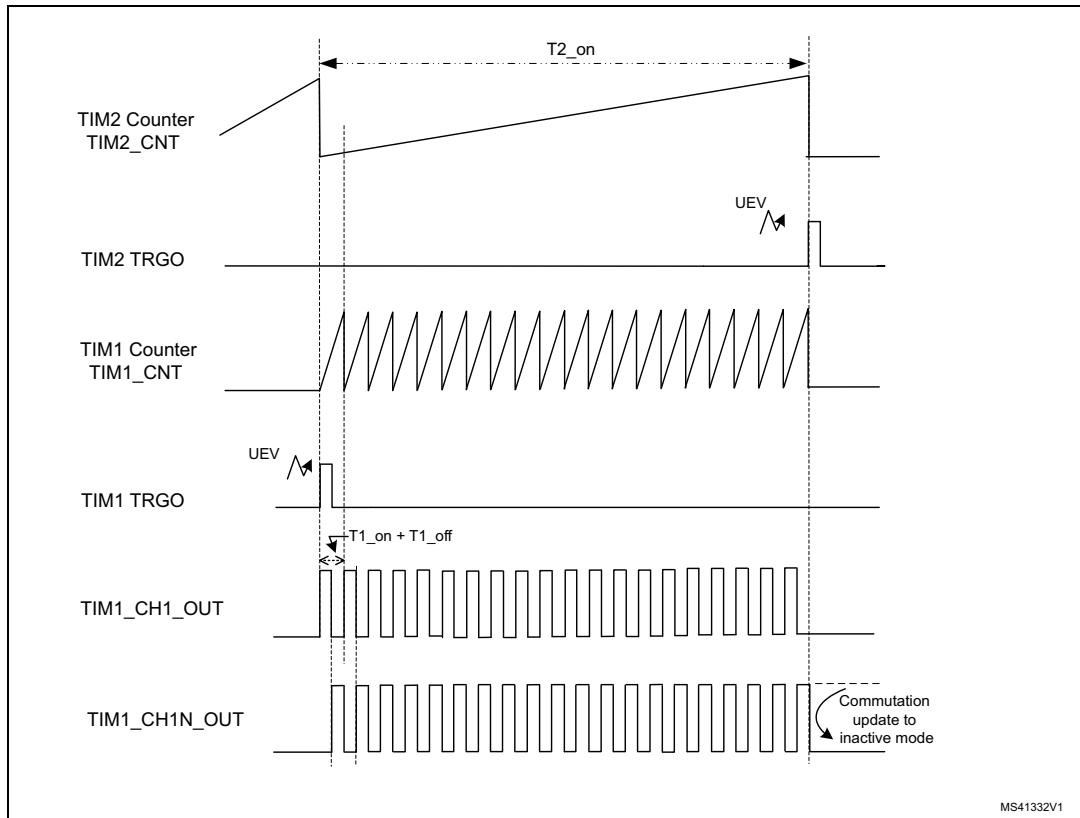 T2_on
TIM2 Counter
TIM2_CNT
UEV
TIM2 TRGO
TIM1 Counter
TIM1_CNT
UEV
TIM1 TRGO
T1_on + T1_off
TIM1_CH1_OUT
TIM1_CH1N_OUT
Commutation
update to
inactive mode
MS41332V1